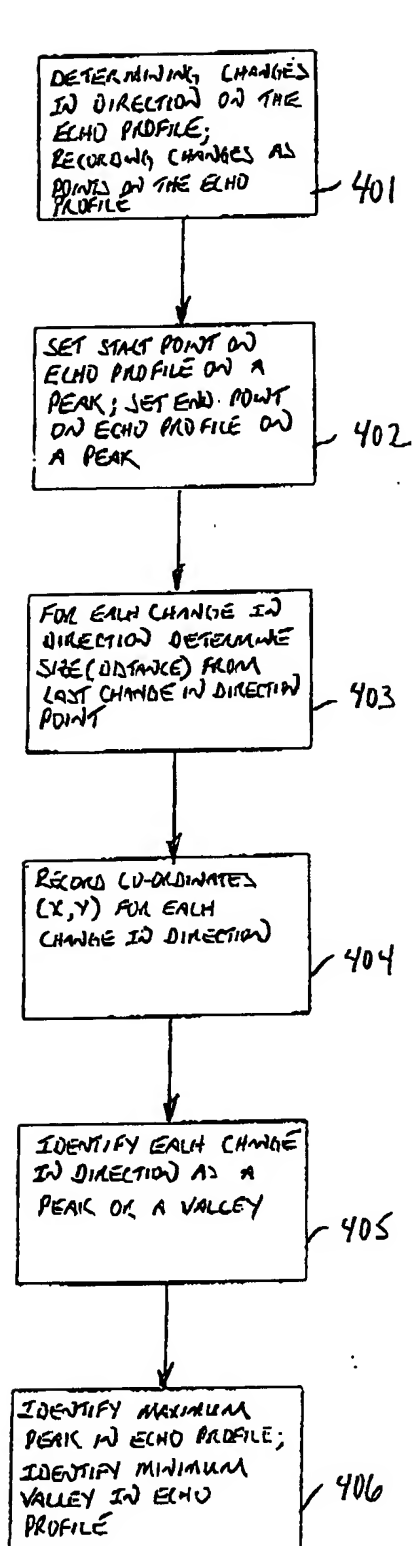 DETERMINING CHANGES
IN DIRECTION ON THE
ECHO PROFILE;
RECORDING CHANGES AS
POINTS ON THE ECHO
PROFILE
401
SET START POINT ON
ECHO PROFILE ON A
PEAK; SET END POINT
ON ECHO PROFILE ON
A PEAK
402
FOR EACH CHANGE IN
DIRECTION DETERMINE
SIZE (DISTANCE) FROM
LAST CHANGE IN DIRECTION
POINT
403
RECORD CO-ORDINATES
(X,Y) FOR EACH
CHANGE IN DIRECTION
404
IDENTIFY EACH CHANGE
IN DIRECTION AS A
PEAK OR A VALLEY
405
IDENTIFY MAXIMUM
PEAK IN ECHO PROFILE;
IDENTIFY MINIMUM
VALLEY IN ECHO
PROFILE
406